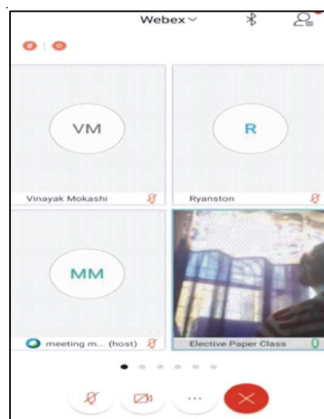 Webex
VM
R
Vinayak Mokashi
Ryanston
MM
meeting m... (host)
Elective Paper Class